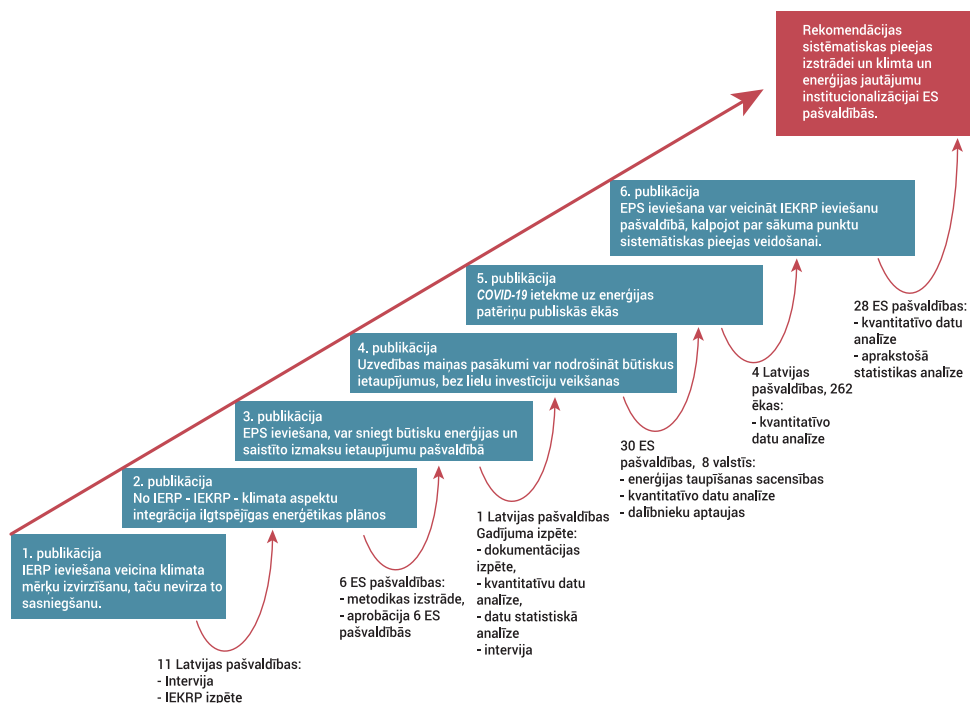 Rekomendācijas
sistēmatiskas pieejas
izstrādei un klimta un
enerģijas jautājumu
institucionalizācijai ES
pašvaldībās.
6. publikācija
EPS ieviešana var veicināt IEKRP ieviešanu
pašvaldībā, kalpojot par sākuma punktu
sistēmātiskas pieejas veidošanai.
5. publikācija
COVID-19 ietekme uz enerģijas
patēriņu publiskās ēkās
4. publikācija
Uzvedības maiņas pasākumi var nodrošināt būtiskus
ietaupījumus, bez lielu investīciju veikšanas
3. publikācija
EPS ieviešana, var sniegt būtisku enerģijas un
saistīto izmaksu ietaupījumu pašvaldībā
2. publikācija
No IERP - IEKRP - klimata aspektu
integrācija ilgtspējīgas enerģētikas plānos
1. publikācija
IERP ieviešana veicina klimata
mērķu izvirzīšanu, taču nevirza to
sasniegšanu.
11 Latvijas pašvaldības:
- Intervija
- IEKRP izpēte
6 ES pašvaldības:
- metodikas izstrāde,
- aprobācija 6 ES
pašvaldībās
1 Latvijas pašvaldības
Gadījuma izpēte:
- dokumentācijas
izpēte,
- kvantitatīvu datu
analīze,
- datu statistiskā
analīze
- intervija
30 ES
pašvaldības, 8 valstīs:
- enerģijas taupīšanas sacensības
- kvantitatīvo datu analīze
- dalībnieku aptaujas
4 Latvijas
pašvaldības, 262
ēkas:
- kvantitatīvo
datu analīze
28 ES pašvaldības:
- kvantitatīvo datu
analīze
- aprakstošā
statistikas analīze